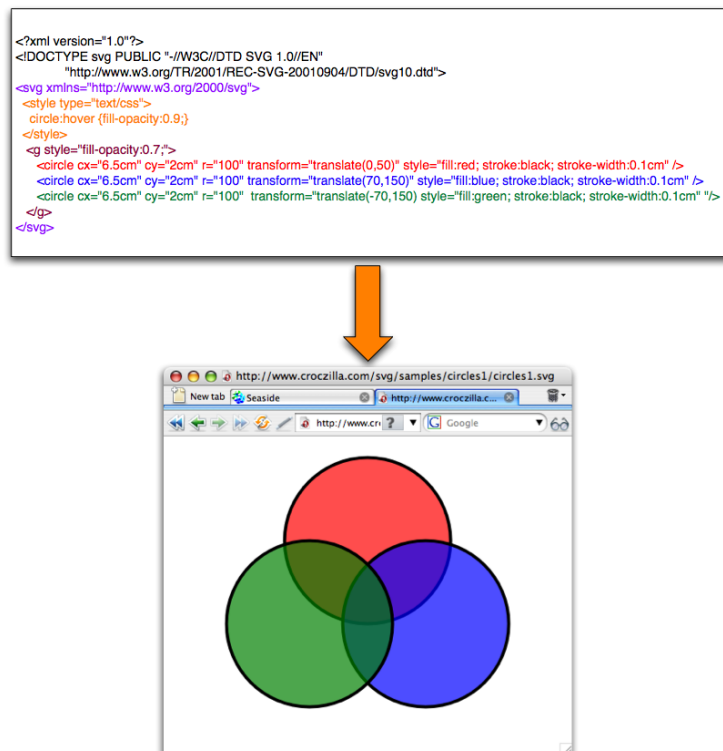 <?xml version="1.0"?>
<!DOCTYPE svg PUBLIC "-//W3C//DTD SVG 1.0//EN"
"http://www.w3.org/TR/2001/REC-SVG-20010904/DTD/svg10.dtd">
<svg xmlns="http://www.w3.org/2000/svg">
<style type="text/css">
circle:hover {fill-opacity:0.9;}
</style>
<g style="fill-opacity:0.7;">
<circle cx="6.5cm" cy="2cm" r="100" transform="translate(0,50)" style="fill:red; stroke:black; stroke-width:0.1cm" />
<circle cx="6.5cm" cy="2cm" r="100" transform="translate(70,150)" style="fill:blue; stroke:black; stroke-width:0.1cm" />
<circle cx="6.5cm" cy="2cm" r="100"  transform="translate(-70,150) style="fill:green; stroke:black; stroke-width:0.1cm" "/>
</g>
</svg>
http://www.croczilla.com/svg/samples/circles1/circles1.svg
New tab Seaside http://www.croczilla.c...
http://www.cr ? G Google